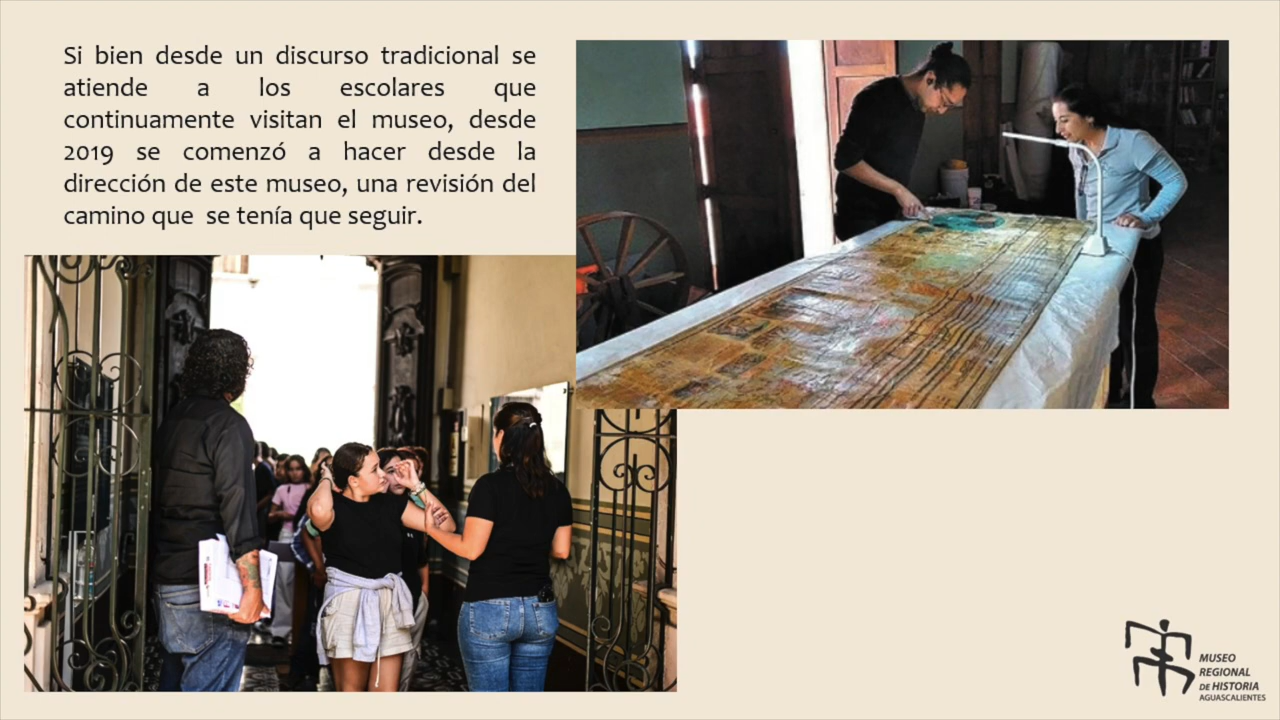 Si bien desde un discurso tradicional se
atiende a los escolares que
continuamente visitan el museo, desde
2019 se comenzó a hacer desde la
dirección de este museo, una revisión del
camino que se tenía que seguir.
MUSEO
REGIONAL
DE HISTORIA
AGUASCALIENTES